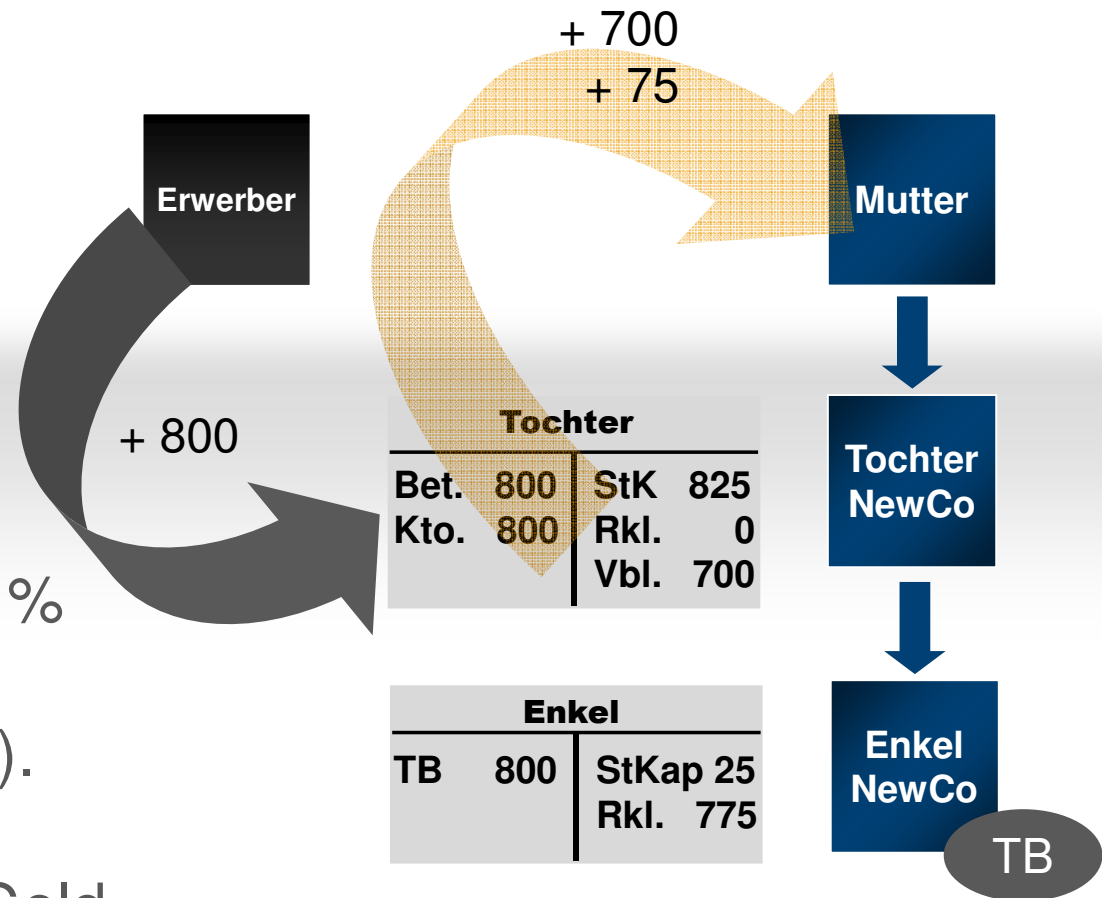 + 700
+ 75
Erwerber
Mutter
+ 800
Tochter
Bet. 800 StK 825
Kto. 800 Rkl. 0
Vbl. 700
Tochter
NewCo
%
Enkel
TB 800 StKap 25
Rkl. 775
Enkel
NewCo
).
TB